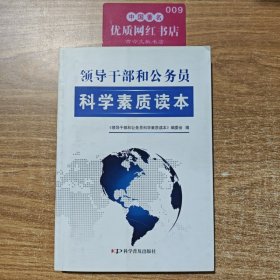 中国著名
009
优质网红书店
领导干部和公务员
科学素质读本
《领导干部和公务员科学素质读本》编委会 编
科学普及出版社